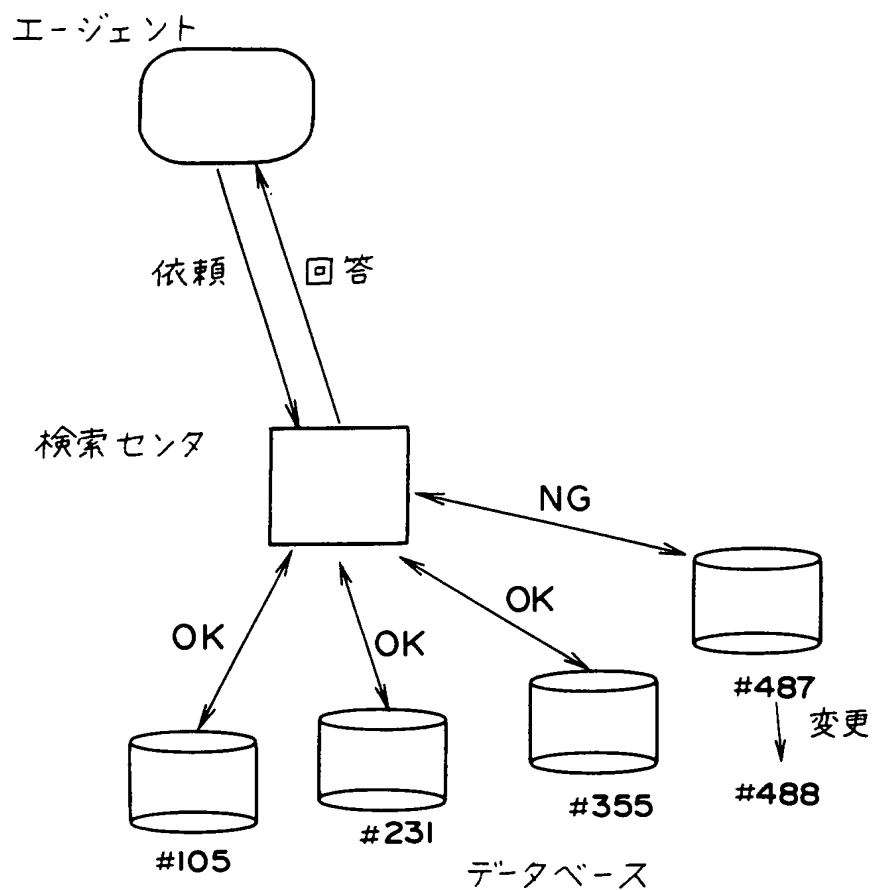 エージェント
依頼
回答
検索センタ
NG
OK
OK
OK
#487
変更
#488
#355
#231
#105
データベース